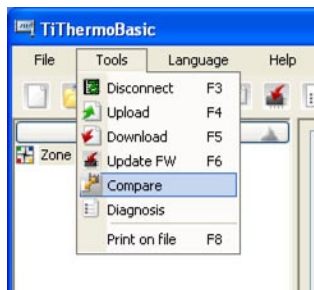 TiThermoBasic
File Tools Language Help
Disconnect F3
Upload F4
Download F5
Zone
Update FW F6
Compare
Diagnosis
Print on file F8